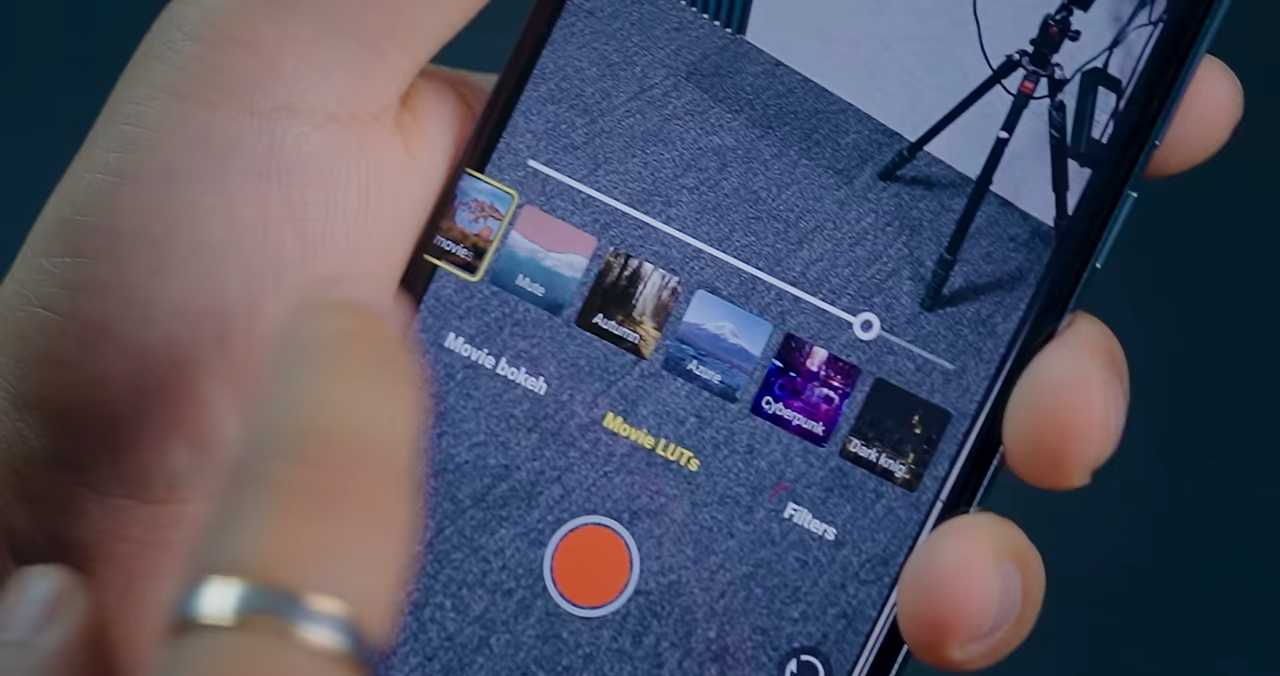 movies
Mute
Autumn
Azure
Cyberpunk
Dark knig...
Movie bokeh
Movie LUTs
Filters